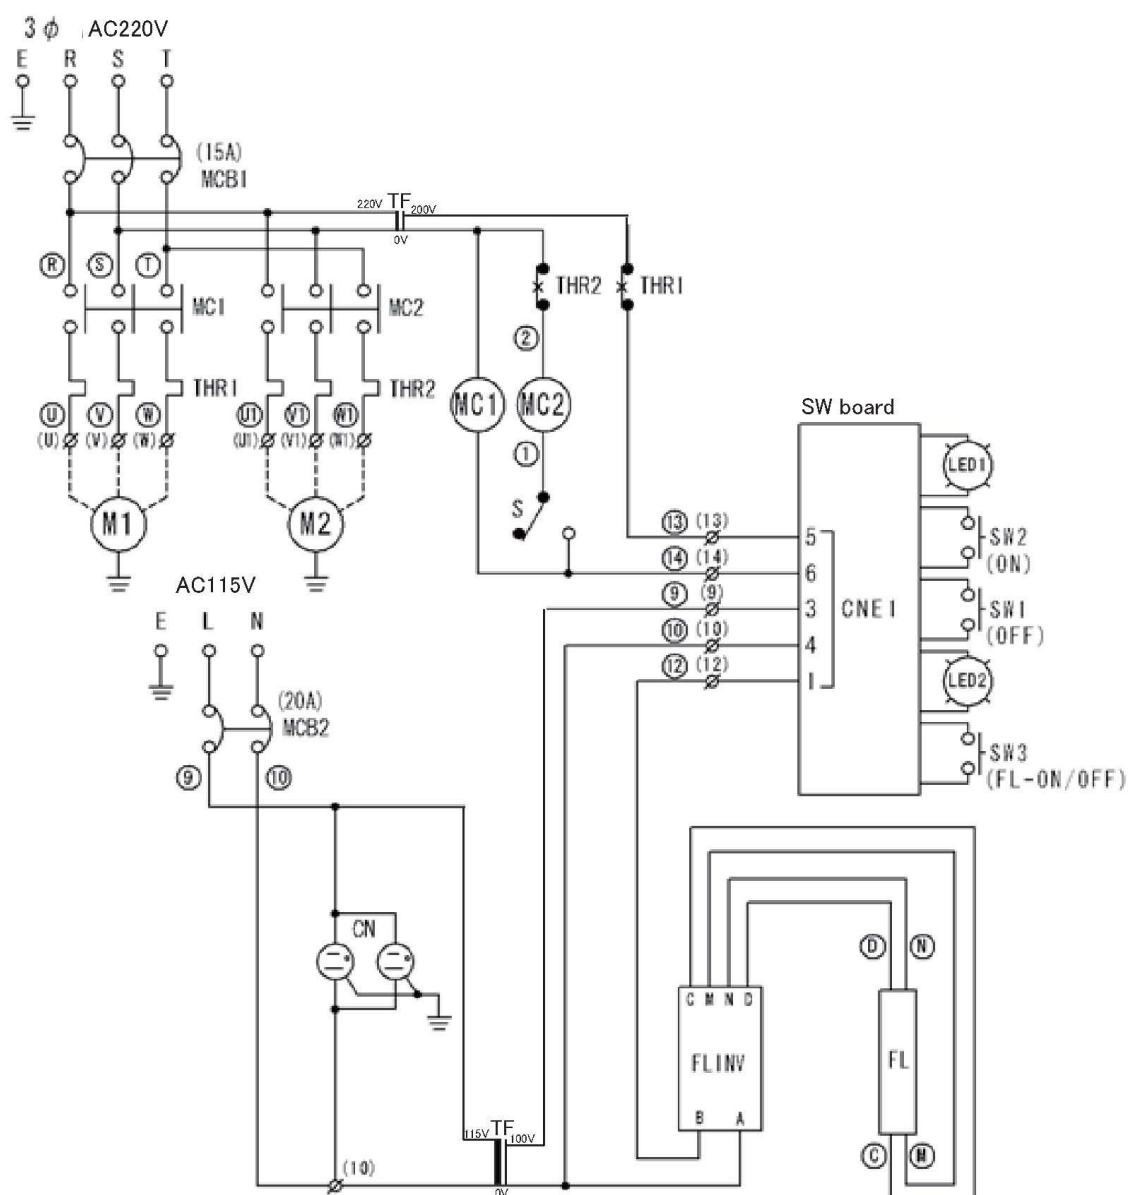 3 ϕ AC220V
E R S T
(15A)
MCB1
220V TF 200V
0V
R S T
MC1
MC2
THR2
THR1
2
THR1
THR2
MC1
MC2
SW board
U V W
U1 V1 W1
(U) (V) (W)
(U1) (V1) (W1)
1
LED1
M1
M2
S
13 (13)
5
SW2
(ON)
14 (14)
6
AC115V
9 (9)
3
CNE1
SW1
(OFF)
E L N
10 (10)
4
12 (12)
1
LED2
(20A)
MCB2
SW3
(FL-ON/OFF)
9
10
CN
D N
C M N D
FLINV
FL
B A
115V TF 100V
0V
(10)
C M